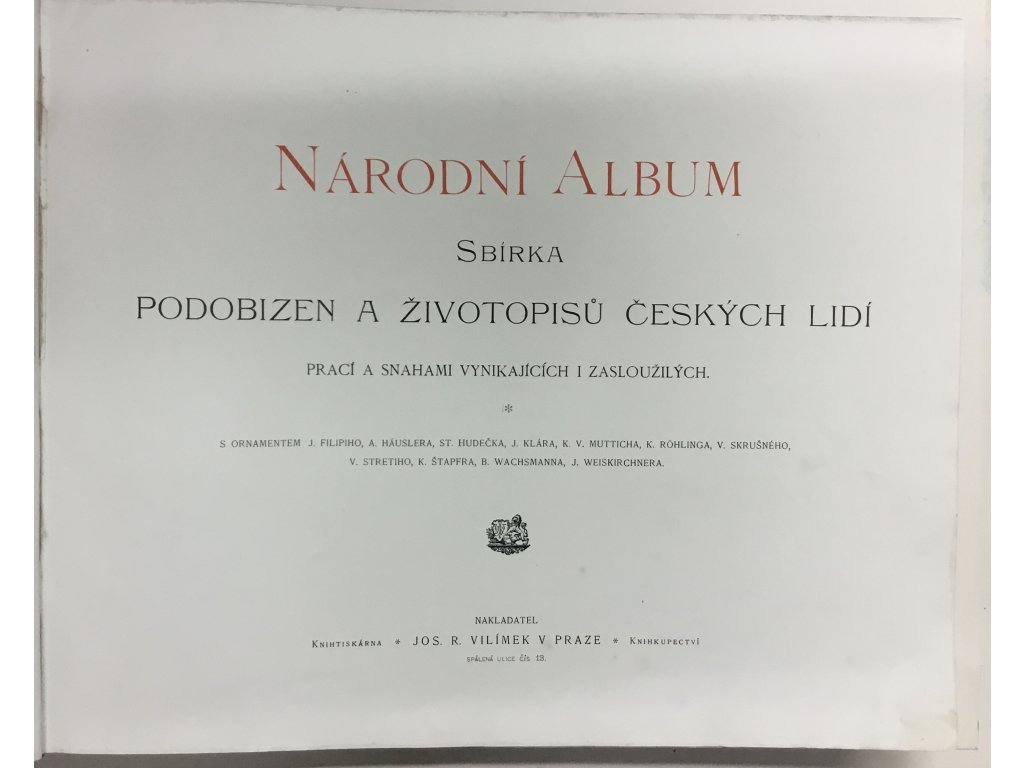 NÁRODNÍ ALBUM
SBÍRKA
PODOBIZEN A ŽIVOTOPISŮ ČESKÝCH LIDÍ
PRACÍ A SNAHAMI VYNIKAJÍCÍCH I ZASLOUŽILÝCH.
*
S ORNAMENTEM J. FILIPIHO, A. HÄUSLERA, ST. HUDEČKA, J. KLÁRA, K. V. MUTTICHA, K. RÖHLINGA, V. SKRUŠNÉHO,
V. STRETIHO, K. ŠTAPFRA, B. WACHSMANNA, J. WEISKIRCHNERA.
NAKLADATEL
KNIHTISKÁRNA * JOS. R. VILÍMEK V PRAZE * KNIHKUPECTVÍ
SPÁLENÁ ULICE ČÍS 13.